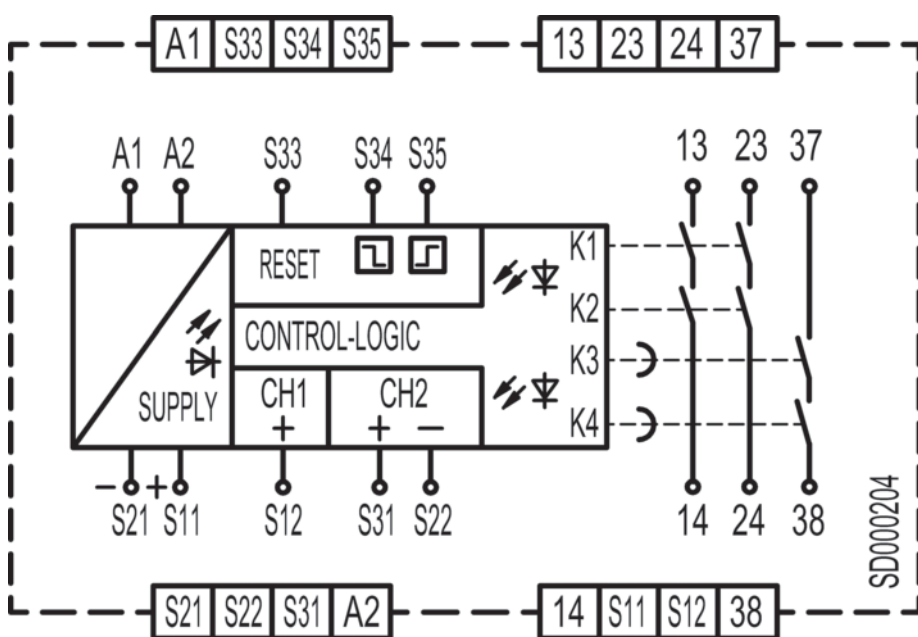 A1 S33 S34 S35 13 23 24 37
A1 A2 S33 S34 S35 13 23 37
RESET K1
K2
CONTROL-LOGIC
K3
SUPPLY CH1 CH2
+ + − K4
− + 
S21 S11 S12 S31 S22 14 24 38
SD000204
S21 S22 S31 A2 14 S11 S12 38